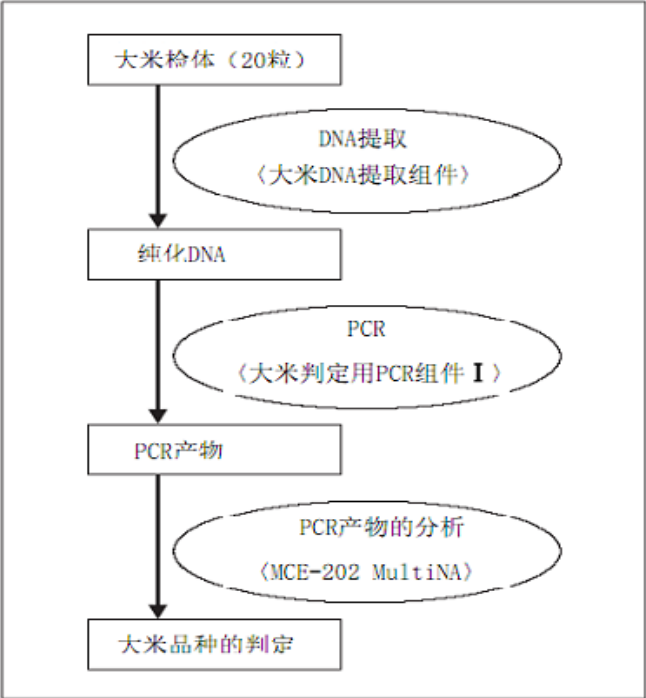 大米检体（20粒）
DNA提取
〈大米DNA提取组件〉
纯化DNA
PCR
〈大米判定用PCR组件Ⅰ〉
PCR产物
PCR产物的分析
〈MCE-202 MultiNA〉
大米品种的判定